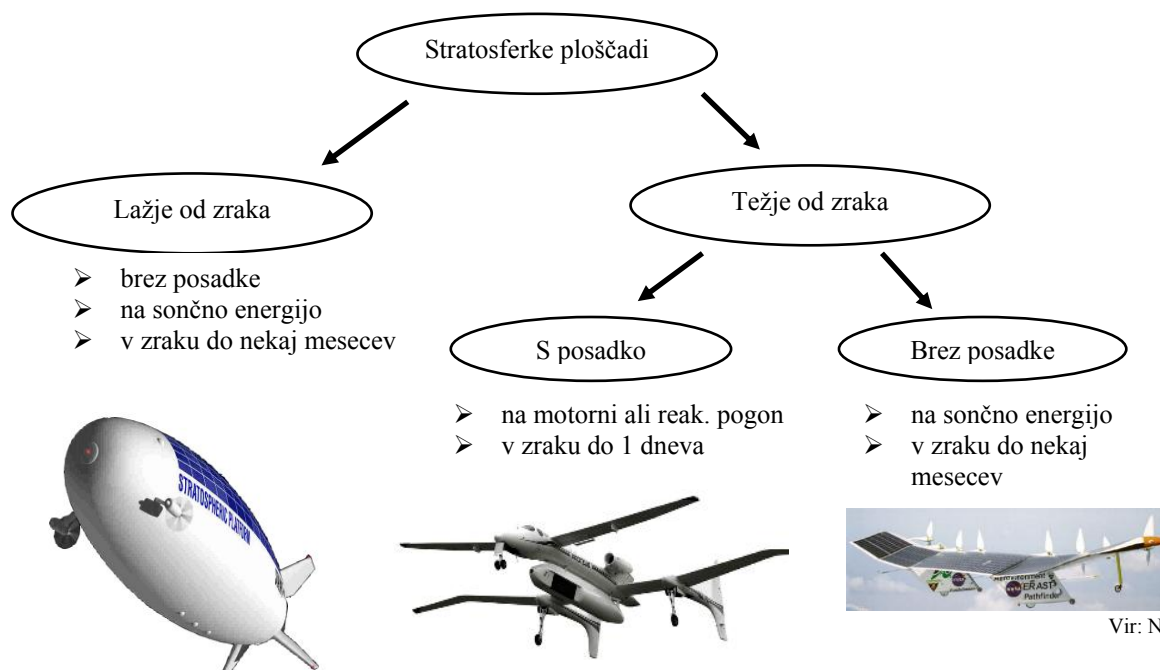 Stratosferke ploščadi
Lažje od zraka
Težje od zraka
➢ brez posadke
➢ na sončno energijo
➢ v zraku do nekaj mesecev
S posadko
Brez posadke
➢ na motorni ali reak. pogon
➢ v zraku do 1 dneva
➢ na sončno energijo
➢ v zraku do nekaj
mesecev
STRATOSPHERIC PLATFORM
ERAST
Pathfinder
Vir: N